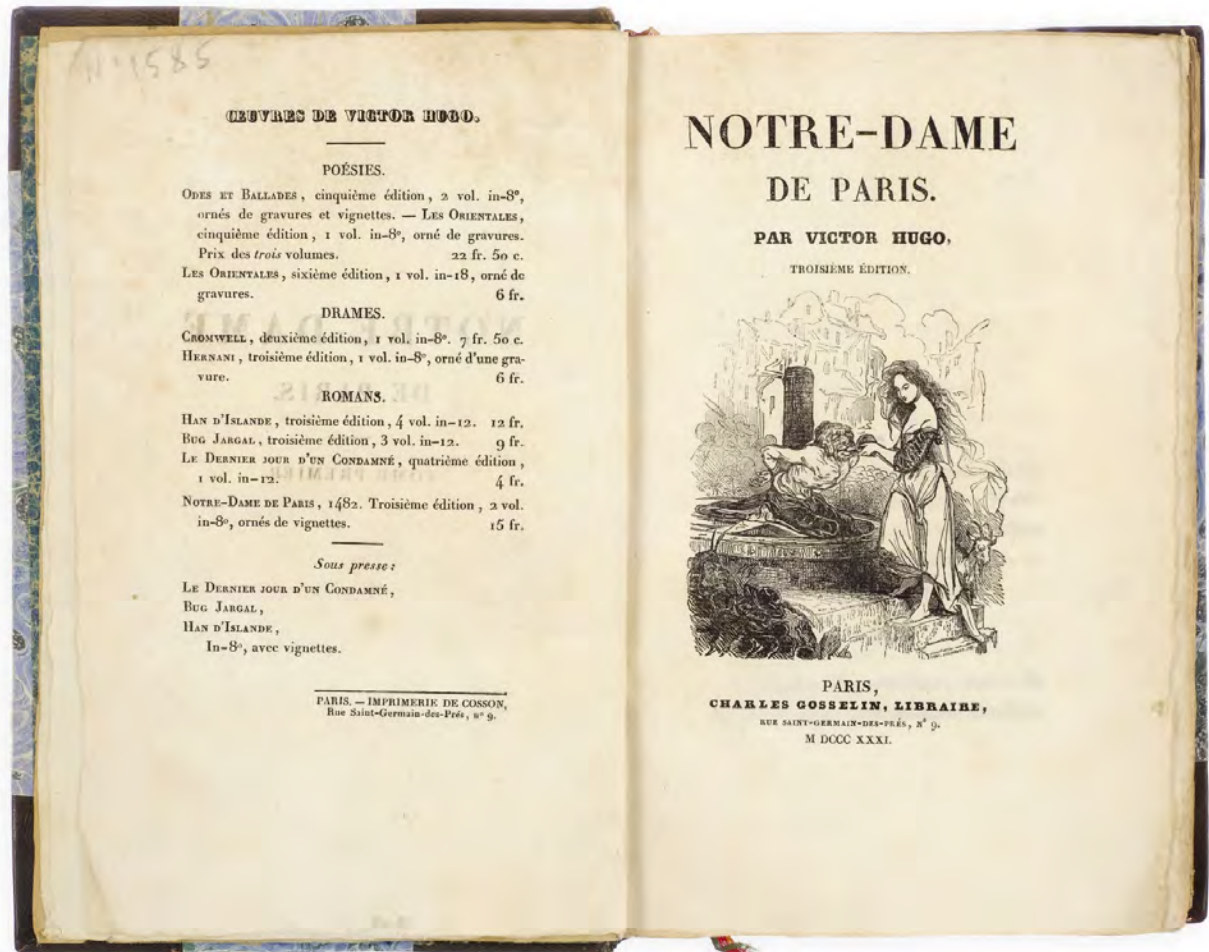 N° 1585
ŒUVRES DE VICTOR HUGO.
POÉSIES.
ODES ET BALLADES, cinquième édition, 2 vol. in-8°,
ornés de gravures et vignettes. — LES ORIENTALES,
cinquième édition, 1 vol. in-8°, orné de gravures.
Prix des trois volumes. 22 fr. 50 c.
LES ORIENTALES, sixième édition, 1 vol. in-18, orné de
gravures. 6 fr.
DRAMES.
CROMWELL, deuxième édition, 1 vol. in-8°. 7 fr. 50 c.
HERNANI, troisième édition, 1 vol. in-8°, orné d'une gra-
vure. 6 fr.
ROMANS.
HAN D'ISLANDE, troisième édition, 4 vol. in-12. 12 fr.
BUG JARGAL, troisième édition, 3 vol. in-12. 9 fr.
LE DERNIER JOUR D'UN CONDAMNÉ, quatrième édition,
1 vol. in-12. 4 fr.
NOTRE-DAME DE PARIS, 1482. Troisième édition, 2 vol.
in-8°, ornés de vignettes. 15 fr.
Sous presse:
LE DERNIER JOUR D'UN CONDAMNÉ,
BUG JARGAL,
HAN D'ISLANDE,
In-8°, avec vignettes.
PARIS. — IMPRIMERIE DE COSSON,
Rue Saint-Germain-des-Prés, n° 9.
NOTRE-DAME
DE PARIS.
PAR VICTOR HUGO,
TROISIÈME ÉDITION.
PARIS,
CHARLES GOSSELIN, LIBRAIRE,
RUE SAINT-GERMAIN-DES-PRÉS, N° 9.
M DCCC XXXI.